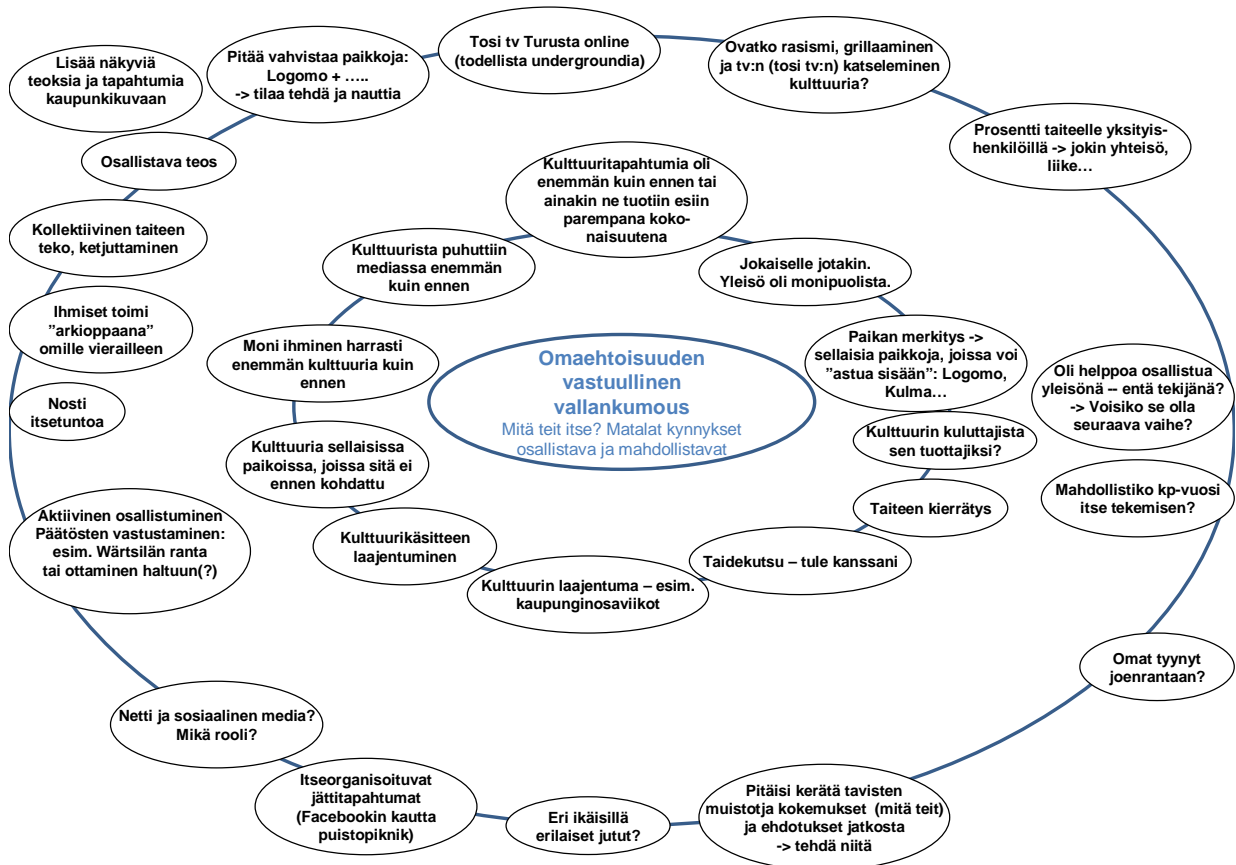 Lisää näkyviä
teoksia ja tapahtumia
kaupunkikuvaan
Pitää vahvistaa paikkoja:
Logomo + …..
-> tilaa tehdä ja nauttia
Tosi tv Turusta online
(todellista undergroundia)
Ovatko rasismi, grillaaminen
ja tv:n (tosi tv:n) katseleminen
kulttuuria?
Prosentti taiteelle yksityis-
henkilöillä -> jokin yhteisö,
liike…
Osallistava teos
Kollektiivinen taiteen
teko, ketjuttaminen
Ihmiset toimi
”arkioppaana”
omille vierailleen
Nosti
itsetuntoa
Aktiivinen osallistuminen
Päätösten vastustaminen:
esim. Wärtsilän ranta
tai ottaminen haltuun(?)
Kulttuuritapahtumia oli
enemmän kuin ennen tai
ainakin ne tuotiin esiin
parempana koko-
naisuutena
Kulttuurista puhuttiin
mediassa enemmän
kuin ennen
Jokaiselle jotakin.
Yleisö oli monipuolista.
Moni ihminen harrasti
enemmän kulttuuria kuin
ennen
Omaehtoisuuden
vastuullinen
vallankumous
Mitä teit itse? Matalat kynnykset
osallistava ja mahdollistavat
Paikan merkitys ->
sellaisia paikkoja, joissa voi
”astua sisään”: Logomo,
Kulma…
Oli helppoa osallistua
yleisönä – entä tekijänä?
-> Voisiko se olla
seuraava vaihe?
Kulttuuria sellaisissa
paikoissa, joissa sitä ei
ennen kohdattu
Kulttuurin kuluttajista
sen tuottajiksi?
Mahdollistiko kp-vuosi
itse tekemisen?
Kulttuurikäsitteen
laajentuminen
Taiteen kierrätys
Kulttuurin laajentuma – esim.
kaupunginosaviikot
Taidekutsu – tule kanssani
Omat tyynyt
joenrantaan?
Netti ja sosiaalinen media?
Mikä rooli?
Itseorganisoituvat
jättitapahtumat
(Facebookin kautta
puistopiknik)
Eri ikäisillä
erilaiset jutut?
Pitäisi kerätä tavisten
muistotja kokemukset (mitä teit)
ja ehdotukset jatkosta
-> tehdä niitä